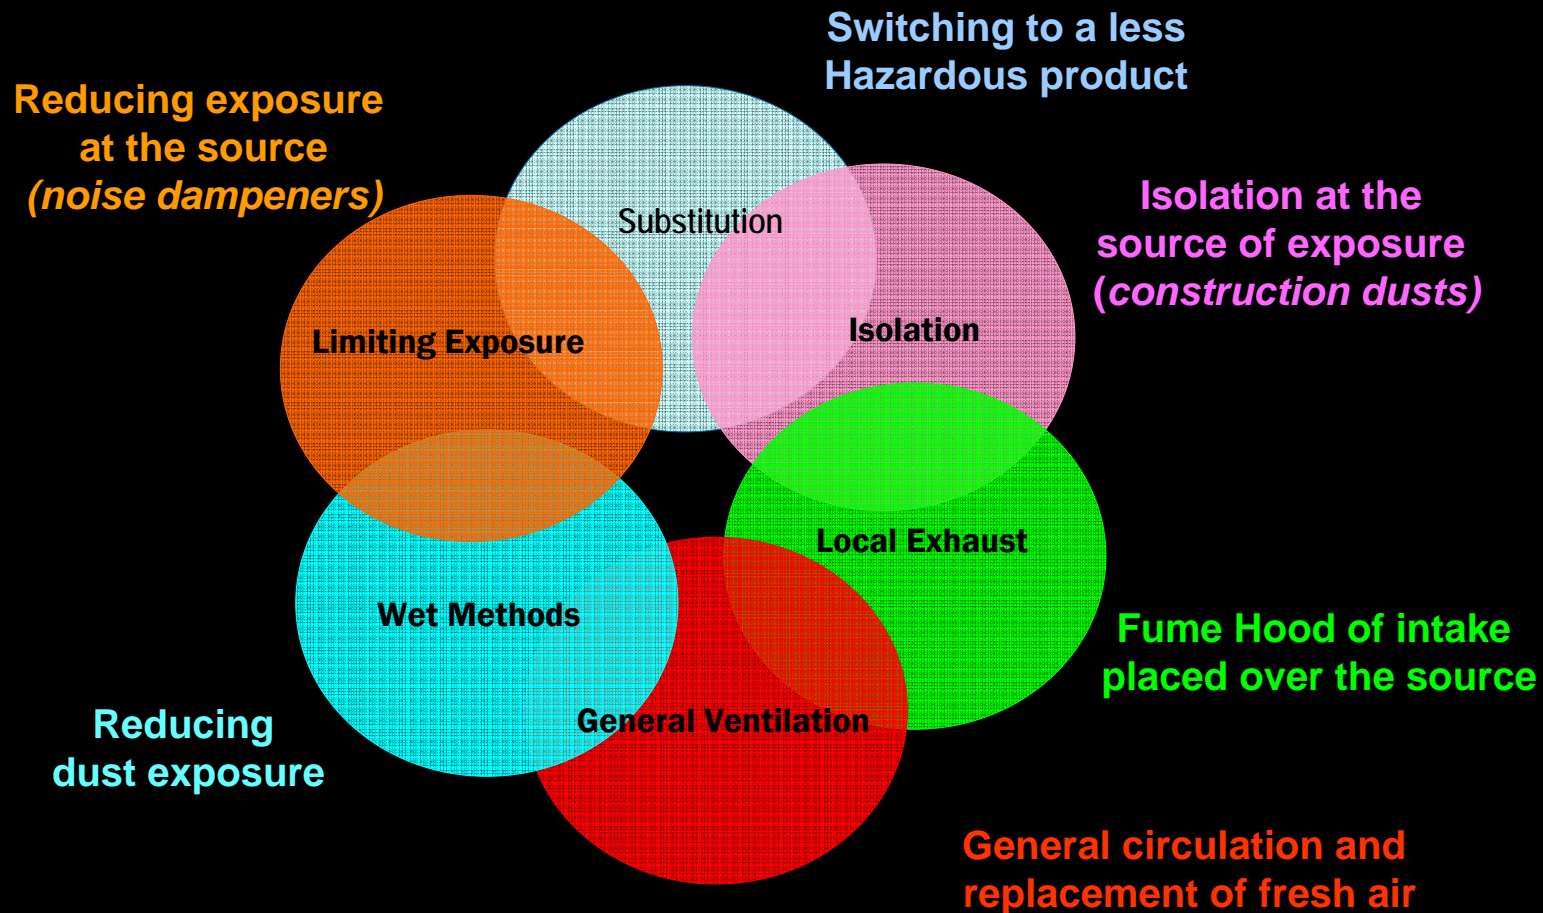 Switching to a less
Hazardous product
Reducing exposure
at the source
(noise dampeners)
Substitution
Isolation at the
source of exposure
(construction dusts)
Limiting Exposure
Isolation
Local Exhaust
Wet Methods
Fume Hood of intake
placed over the source
General Ventilation
Reducing
dust exposure
General circulation and
replacement of fresh air